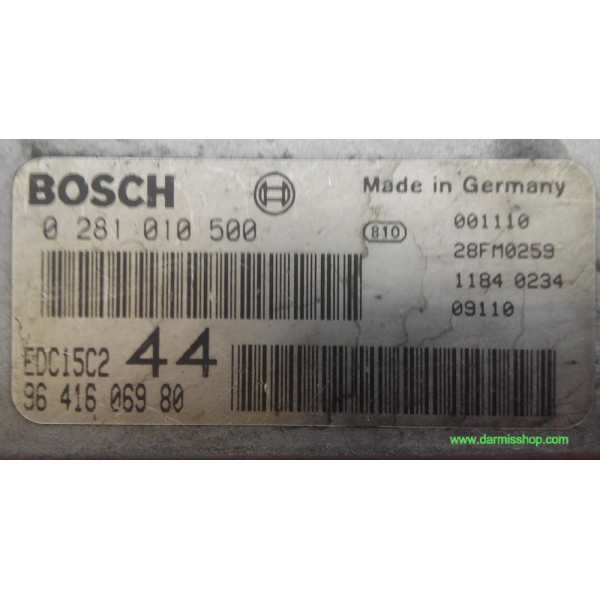 BOSCH
Made in Germany
0 281 010 500
810
001110
28FM0259
1184 0234
09110
EDC15C2 44
96 416 069 80
www.darmisshop.com